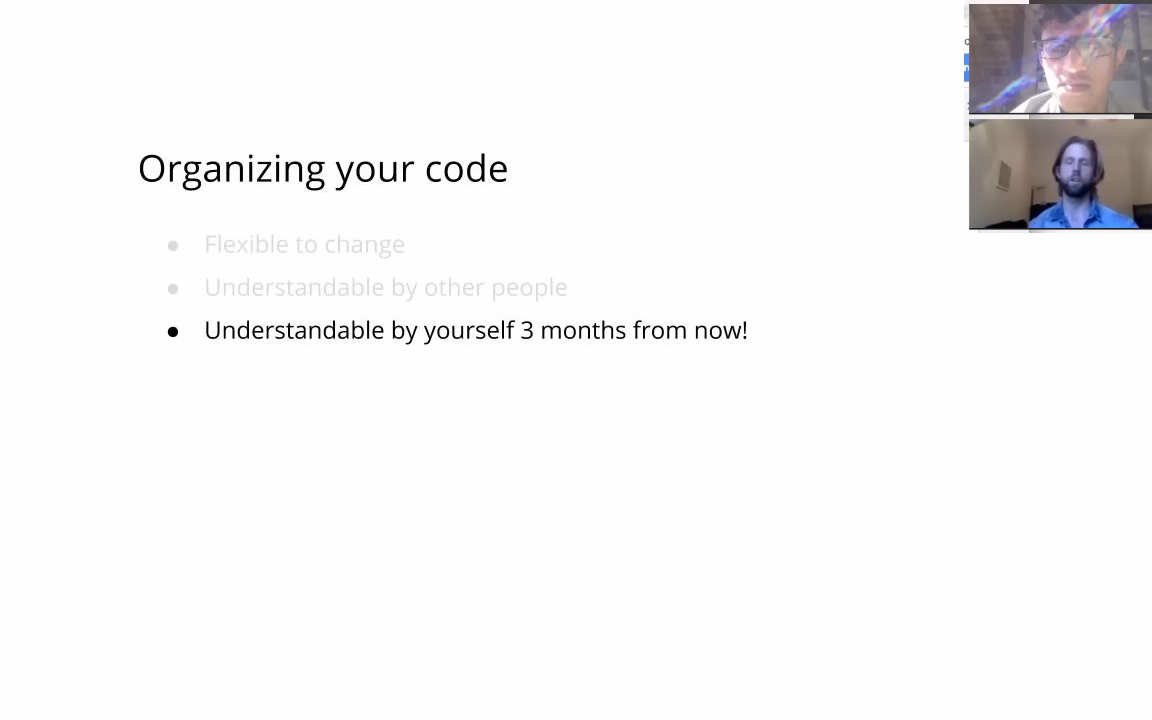 Organizing your code
● Flexible to change
● Understandable by other people
● Understandable by yourself 3 months from now!